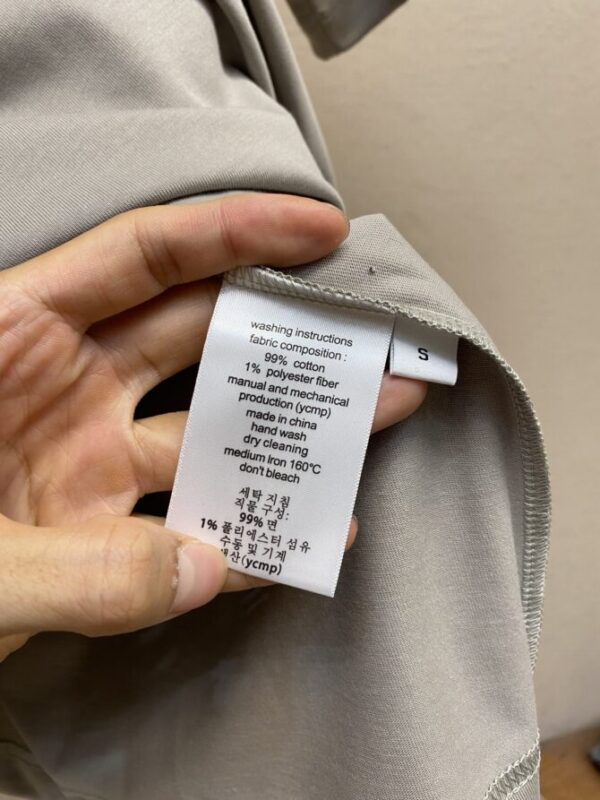 washing instructions
fabric composition :
99% cotton
1% polyester fiber
manual and mechanical
production (ycmp)
made in china
hand wash
dry cleaning
medium Iron 160°C
don't bleach
세탁 지침
직물 구성:
99% 면
1% 폴리에스터 섬유
수동 및 기계
(ycmp)
S